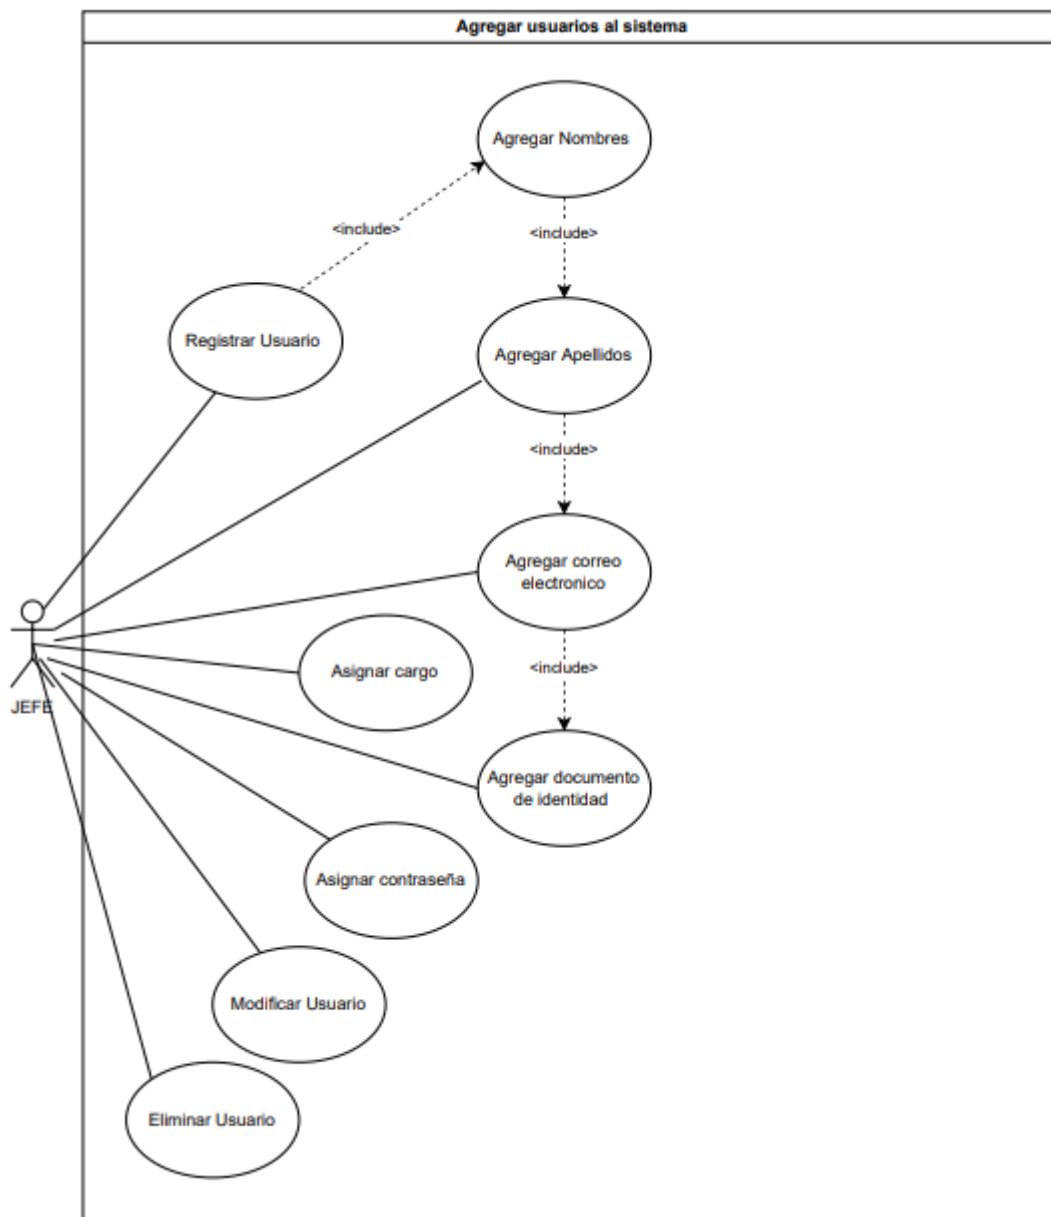 Agregar usuarios al sistema
Agregar Nombres
<include>
<include>
Registrar Usuario
Agregar Apellidos
<include>
Agregar correo
electronico
Asignar cargo
<include>
JEFE
Agregar documento
de identidad
Asignar contraseña
Modificar Usuario
Eliminar Usuario